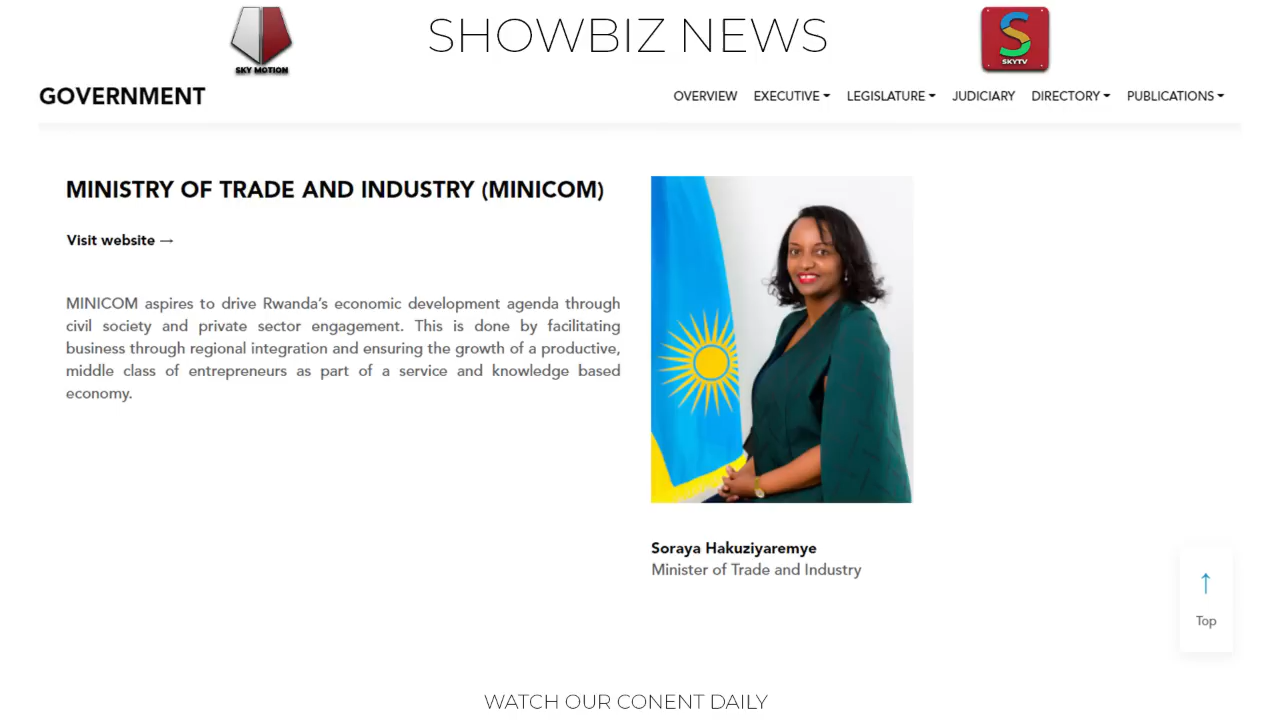 SHOWBIZ NEWS
SKY MOTION
S
SKYTV
GOVERNMENT
OVERVIEW EXECUTIVE LEGISLATURE JUDICIARY DIRECTORY PUBLICATIONS
MINISTRY OF TRADE AND INDUSTRY (MINICOM)
Visit website →
MINICOM aspires to drive Rwanda’s economic development agenda through
civil society and private sector engagement. This is done by facilitating
business through regional integration and ensuring the growth of a productive,
middle class of entrepreneurs as part of a service and knowledge based
economy.
Soraya Hakuziyaremye
Minister of Trade and Industry
↑
Top
WATCH OUR CONENT DAILY